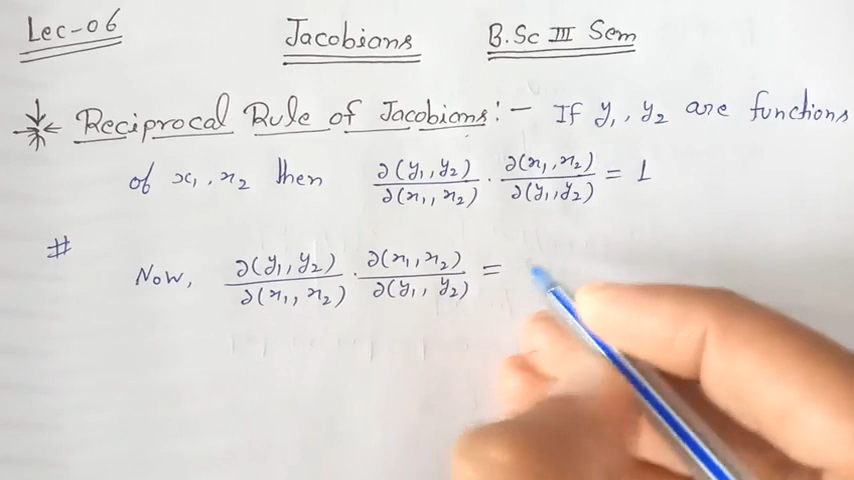 Lec-06 Jacobians B.Sc III Sem
Reciprocal Rule of Jacobians:- If y₁, y₂ are functions
of x₁, x₂ then ∂(y₁, y₂)/∂(x₁, x₂) · ∂(x₁, x₂)/∂(y₁, y₂) = 1
#
Now, ∂(y₁, y₂)/∂(x₁, x₂) · ∂(x₁, x₂)/∂(y₁, y₂) =